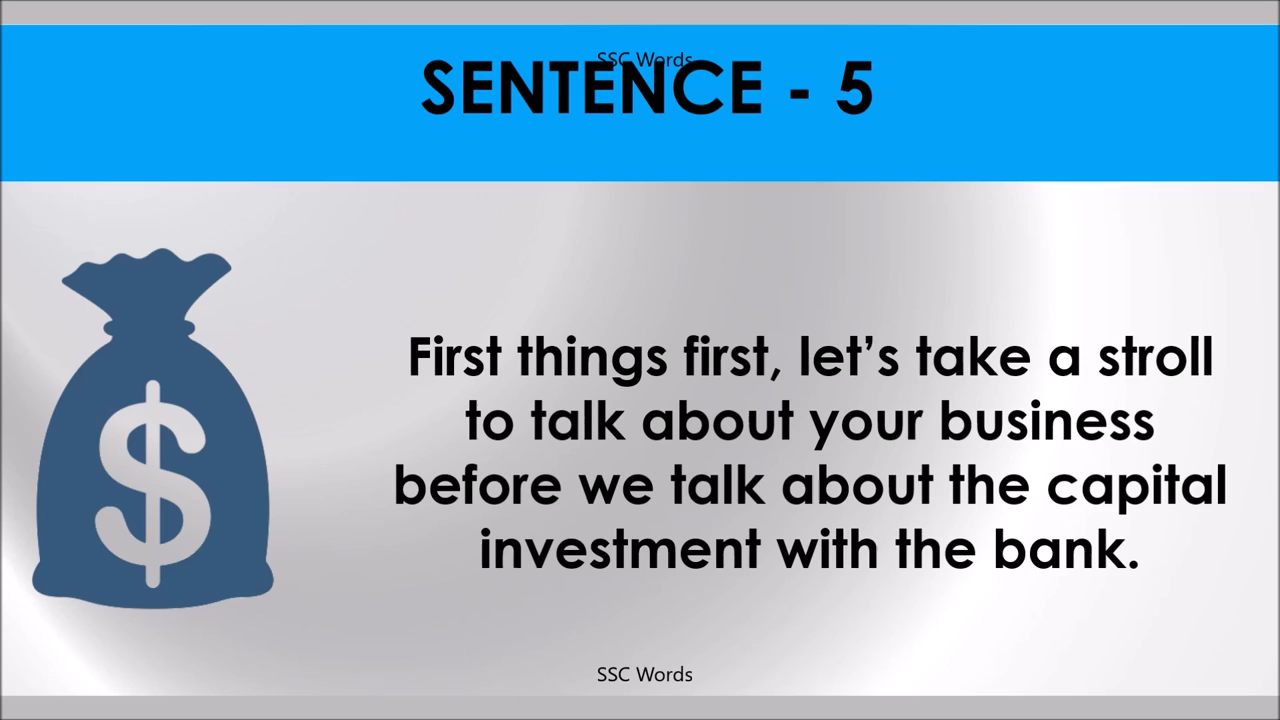 SSC Words
SENTENCE - 5
$
First things first, let’s take a stroll
to talk about your business
before we talk about the capital
investment with the bank.
SSC Words